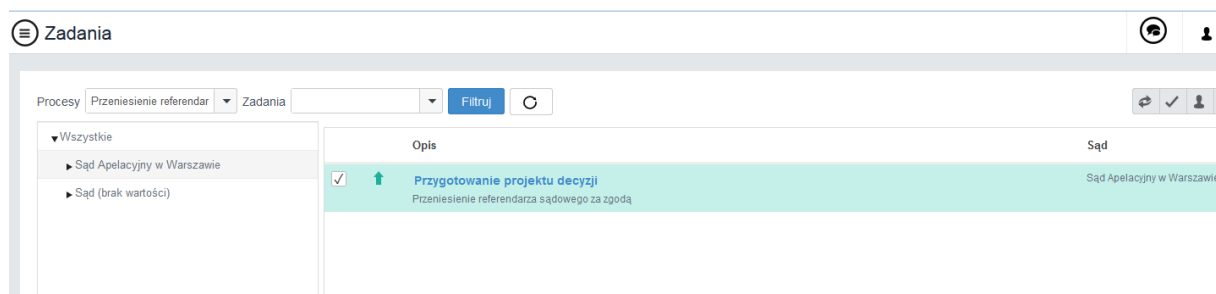 Zadania
Procesy Przeniesienie referendar Zadania Filtruj
Wszystkie
Sąd Apelacyjny w Warszawie
Sąd (brak wartości)
Opis Sąd
Przygotowanie projektu decyzji Sąd Apelacyjny w Warszawie
Przeniesienie referendarza sądowego za zgodą